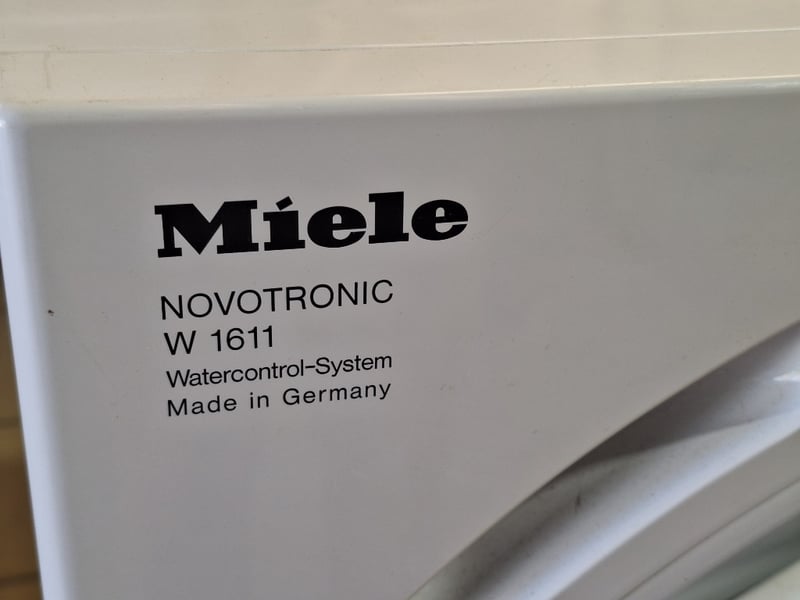 Miele
NOVOTRONIC
W 1611
Watercontrol-System
Made in Germany